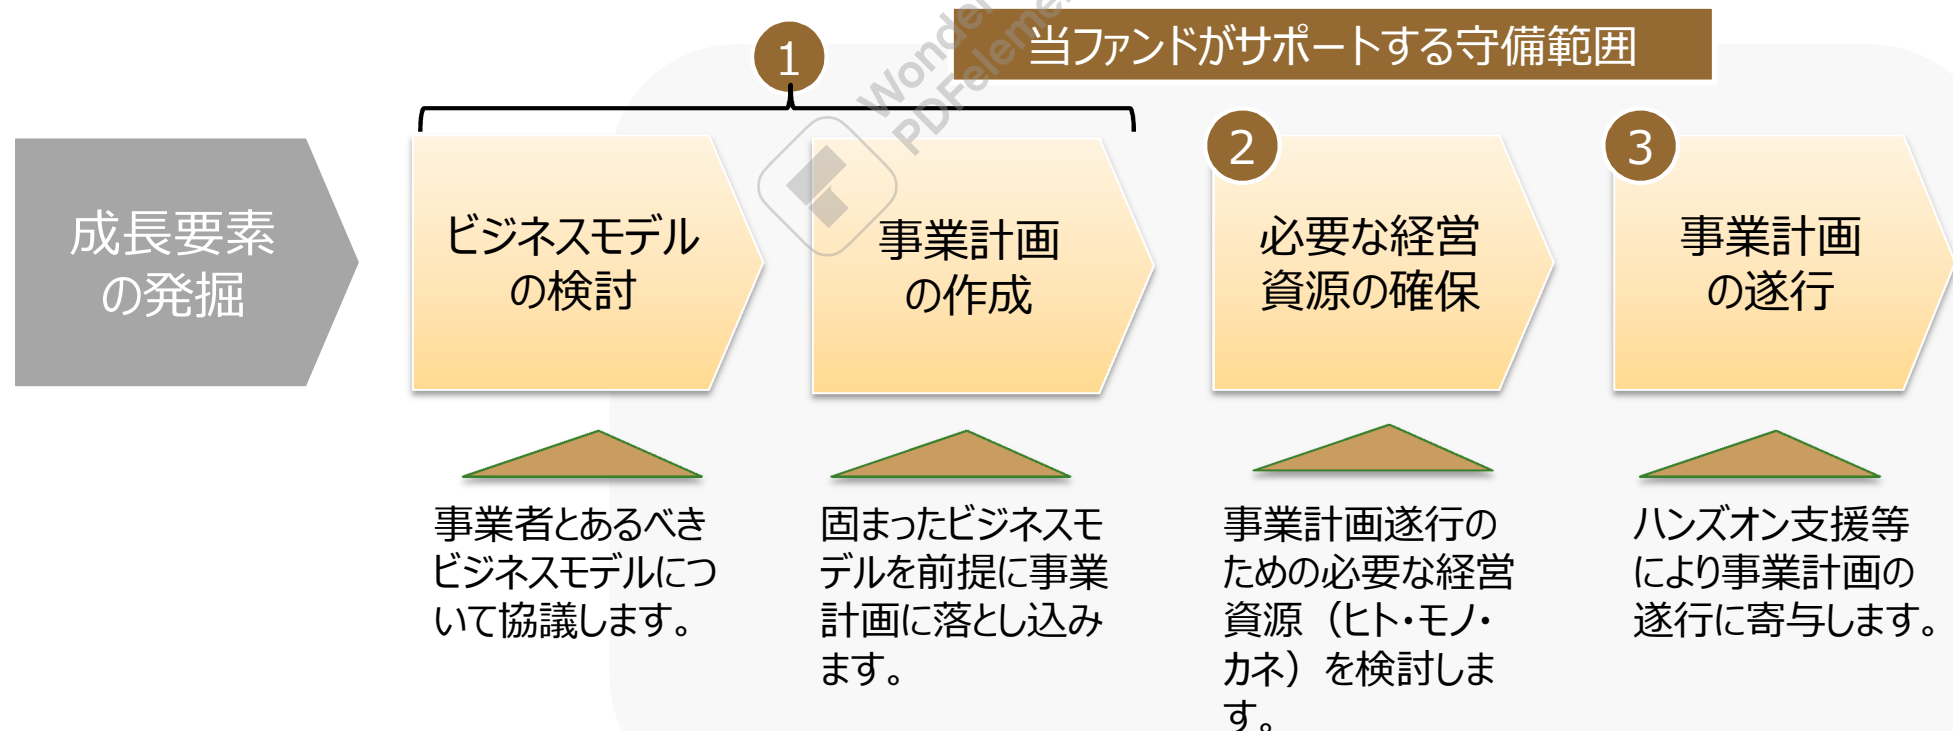 当ファンドがサポートする守備範囲
1
2
3
成長要素
の発掘
ビジネスモデル
の検討
事業計画
の作成
必要な経営
資源の確保
事業計画
の遂行
事業者とあるべき
ビジネスモデルにつ
いて協議します。
固まったビジネスモ
デルを前提に事業
計画に落とし込み
ます。
事業計画遂行の
ための必要な経営
資源（ヒト・モノ・
カネ）を検討しま
す。
ハンズオン支援等
により事業計画の
遂行に寄与します。